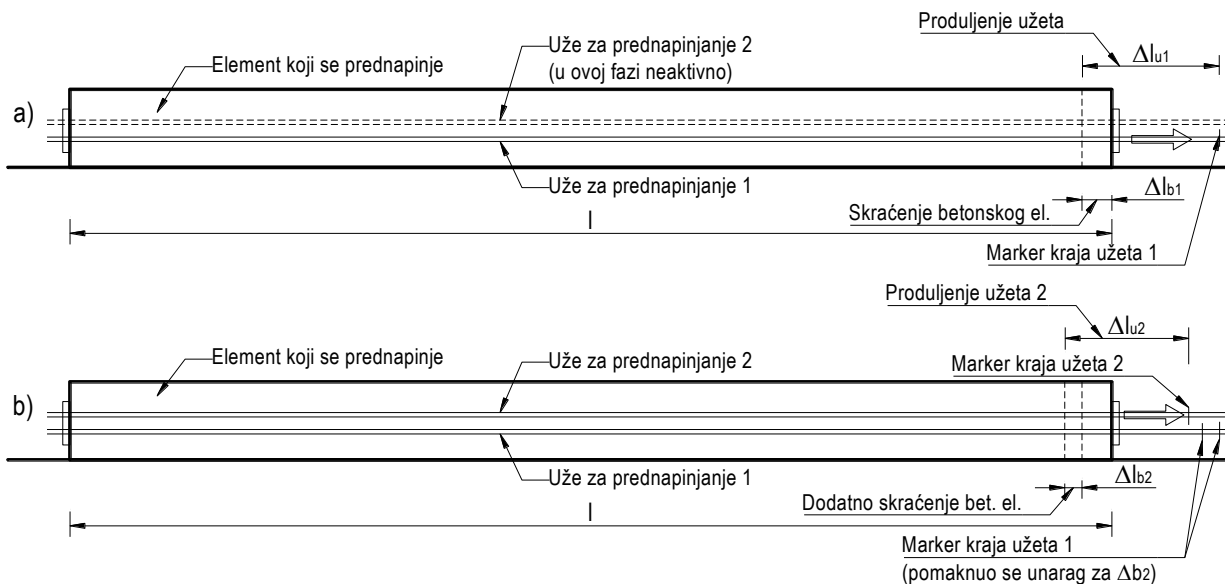 Produljenje užeta
Δlu1
Uže za prednapinjanje 2
(u ovoj fazi neaktivno)
Element koji se prednapinje
a)
Uže za prednapinjanje 1
Δlb1
Skraćenje betonskog el.
l
Marker kraja užeta 1
Produljenje užeta 2
Δlu2
Element koji se prednapinje
Uže za prednapinjanje 2
Marker kraja užeta 2
b)
Uže za prednapinjanje 1
Δlb2
Dodatno skraćenje bet. el.
l
Marker kraja užeta 1
(pomaknuo se unarag za Δb2)